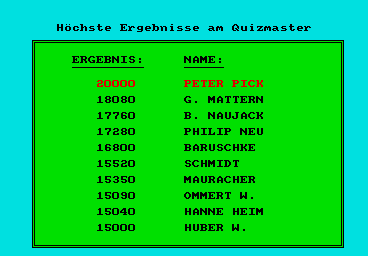 Höchste Ergebnisse am Quizmaster
ERGEBNIS: NAME:
20000 PETER PICK
18080 G. MATTERN
17760 B. NAUJACK
17280 PHILIP NEU
16800 BARUSCHKE
15520 SCHMIDT
15350 MAURACHER
15090 OMMERT W.
15040 HANNE HEIM
15000 HUBER W.